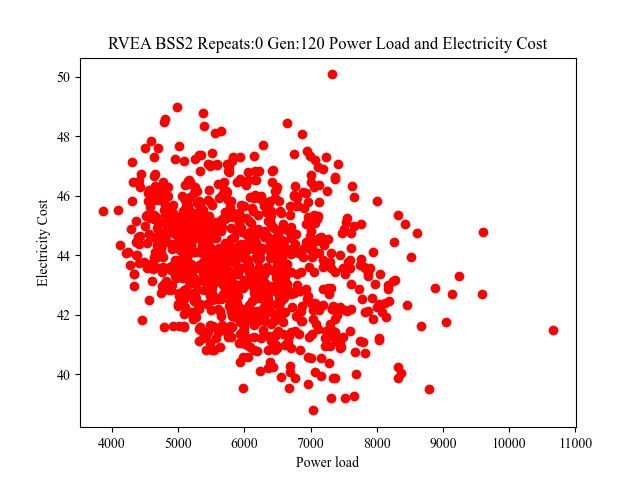 RVEA BSS2 Repeats:0 Gen:120 Power Load and Electricity Cost
50
48
46
44
42
40
Electricity Cost
4000 5000 6000 7000 8000 9000 10000 11000
Power load